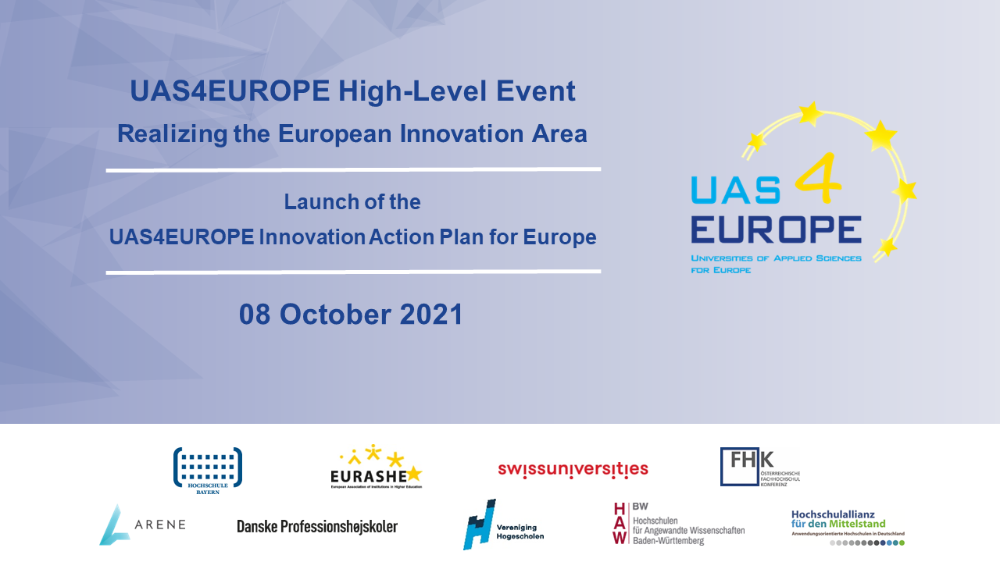 UAS4EUROPE High-Level Event
Realizing the European Innovation Area
Launch of the
UAS4EUROPE Innovation Action Plan for Europe
08 October 2021
UAS 4
EUROPE
UNIVERSITIES OF APPLIED SCIENCES
FOR EUROPE
HOCHSCHULE
BAYERN
EURASHE
European Association of Institutions in Higher Education
swissuniversities
FHK
ÖSTERREICHISCHE
FACHHOCHSCHUL
KONFERENZ
ARENE
Danske Professionshøjskoler
Vereniging
Hogescholen
HAW
BW
Hochschulen
für Angewandte Wissenschaften
Baden-Württemberg
Hochschulallianz
für den Mittelstand
Anwendungsorientierte Hochschulen in Deutschland